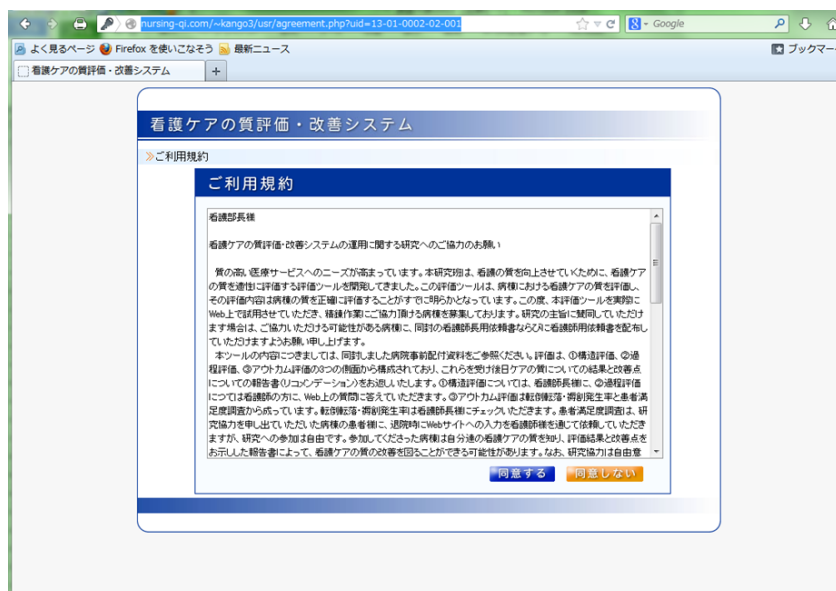 nursing-qi.com/~kango3/usr/agreement.php?uid=13-01-0002-02-001
Google
よく見るページ Firefox を使いこなそう 最新ニュース
ブックマー
看護ケアの質評価・改善システム
看護ケアの質評価・改善システム
ご利用規約
ご利用規約
看護部長様
看護ケアの質評価・改善システムの運用に関する研究へのご協力のお願い
質の高い医療サービスへのニーズが高まっています。本研究班は、看護の質を向上させていくために、看護ケア
の質を適性に評価する評価ツールを開発してきました。この評価ツールは、病棟における看護ケアの質を評価し、
その評価内容は病棟の質を正確に評価することがすでに明らかとなっています。この度、本評価ツールを実際に
Web上で試用させていただき、精錬作業にご協力頂ける病棟を募集しております。研究の主旨に賛同していただけ
ます場合は、ご協力いただける可能性がある病棟に、同封の看護師長用依頼書ならびに看護師用依頼書を配布し
ていただけますようお願い申し上げます。
本ツールの内容につきましては、同封しました病院事前配付資料をご参照ください。評価は、①構造評価、②過
程評価、③アウトカム評価の3つの側面から構成されており、これらを受け後日ケアの質についての結果と改善点
についての報告書(リコメンデーション)をお返しいたします。①構造評価については、看護師長様に、②過程評価
につては看護師の方に、Web上の質問に答えていただきます。③アウトカム評価は転倒転落・褥創発生率と患者満
足度調査から成っています。転倒転落・褥創発生率は看護師長様にチェックいただきます。患者満足度調査は、研
究協力を申し出ていただいた病棟の患者様に、退院時にWebサイトへの入力を看護師様を通じて依頼していただき
ますが、研究への参加は自由です。参加してくださった病棟は自分達の看護ケアの質を知り、評価結果と改善点を
お示しした報告書によって、看護ケアの質の改善を図ることができる可能性があります。なお、研究協力は自由意
同意する 同意しない